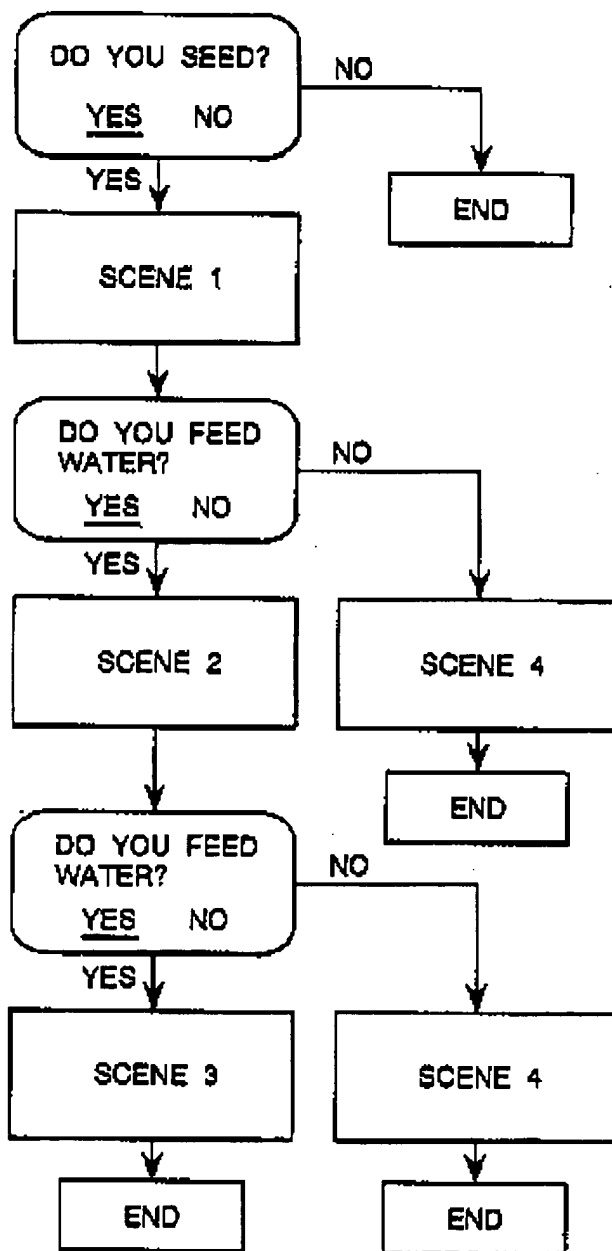 DO YOU SEED?
YES NO
NO
YES
END
SCENE 1
DO YOU FEED
WATER?
YES NO
NO
YES
SCENE 2
SCENE 4
END
DO YOU FEED
WATER?
YES NO
NO
YES
SCENE 3
SCENE 4
END
END